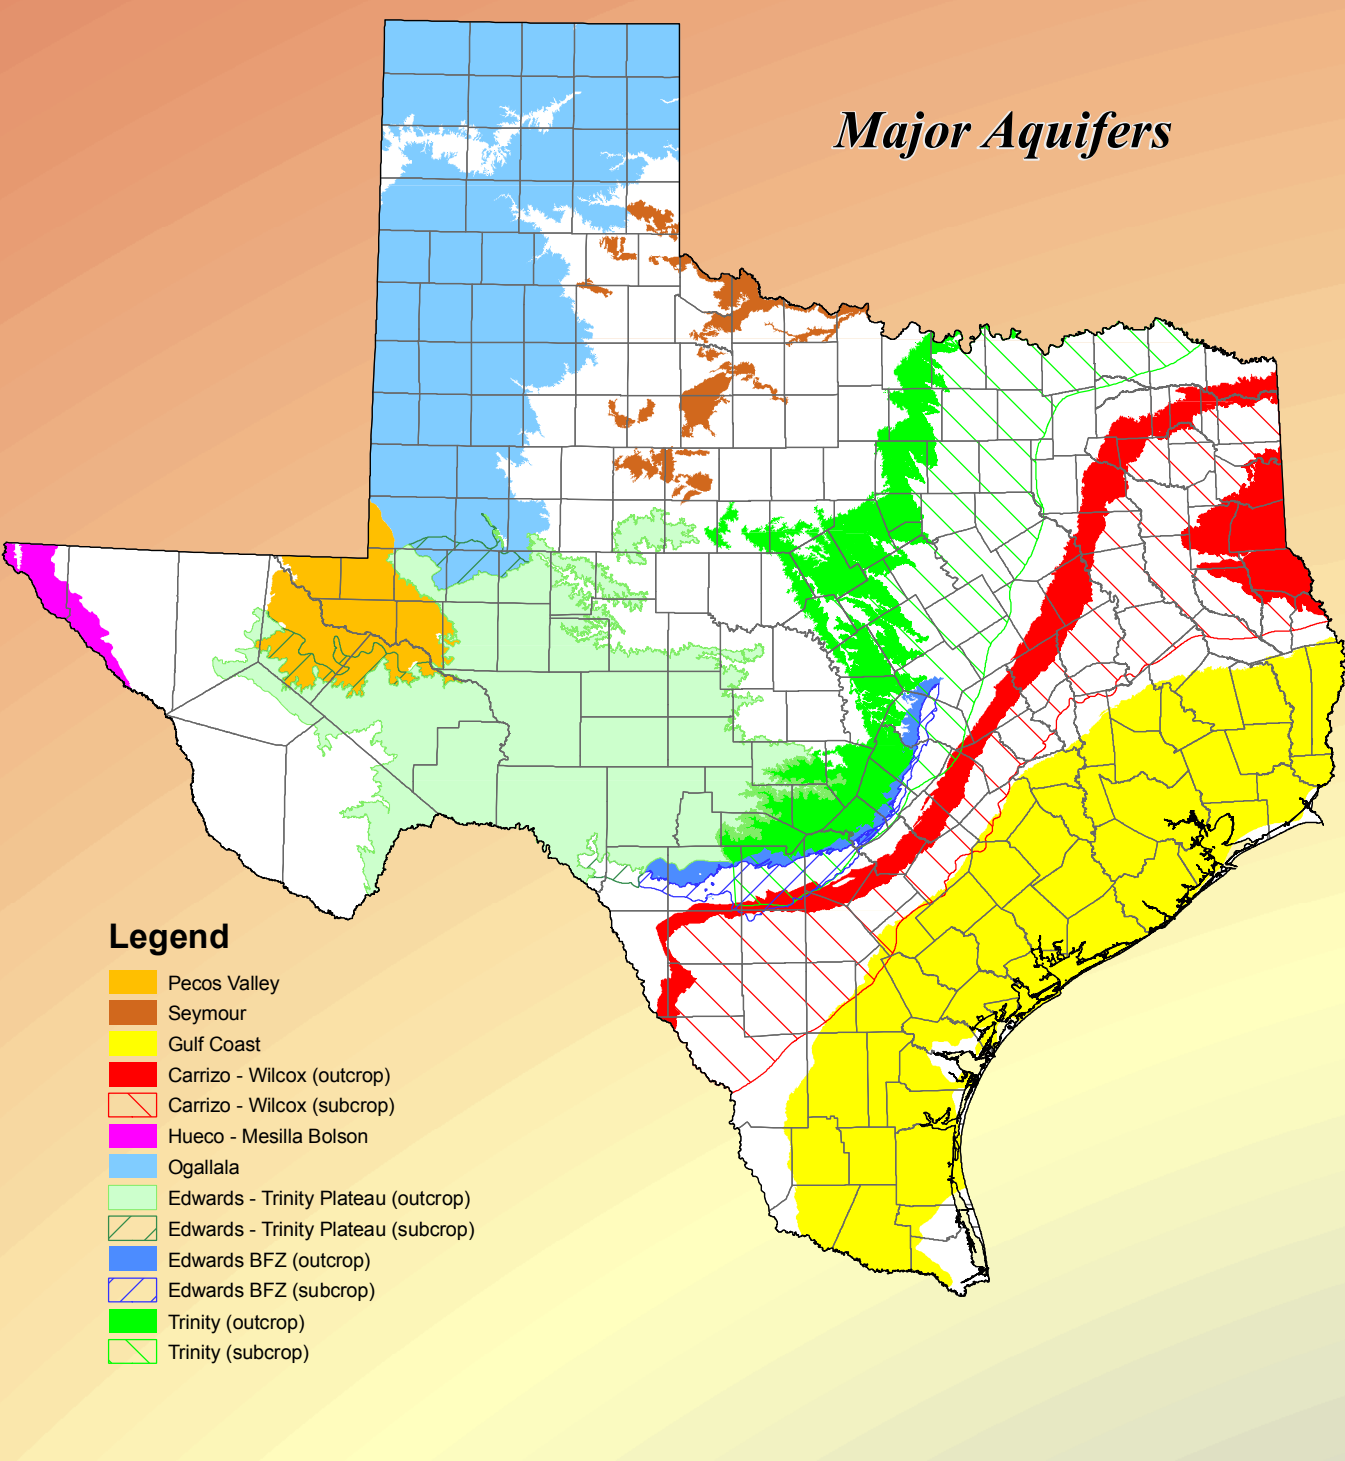 Major Aquifers
Legend
Pecos Valley
Seymour
Gulf Coast
Carrizo - Wilcox (outcrop)
Carrizo - Wilcox (subcrop)
Hueco - Mesilla Bolson
Ogallala
Edwards - Trinity Plateau (outcrop)
Edwards - Trinity Plateau (subcrop)
Edwards BFZ (outcrop)
Edwards BFZ (subcrop)
Trinity (outcrop)
Trinity (subcrop)